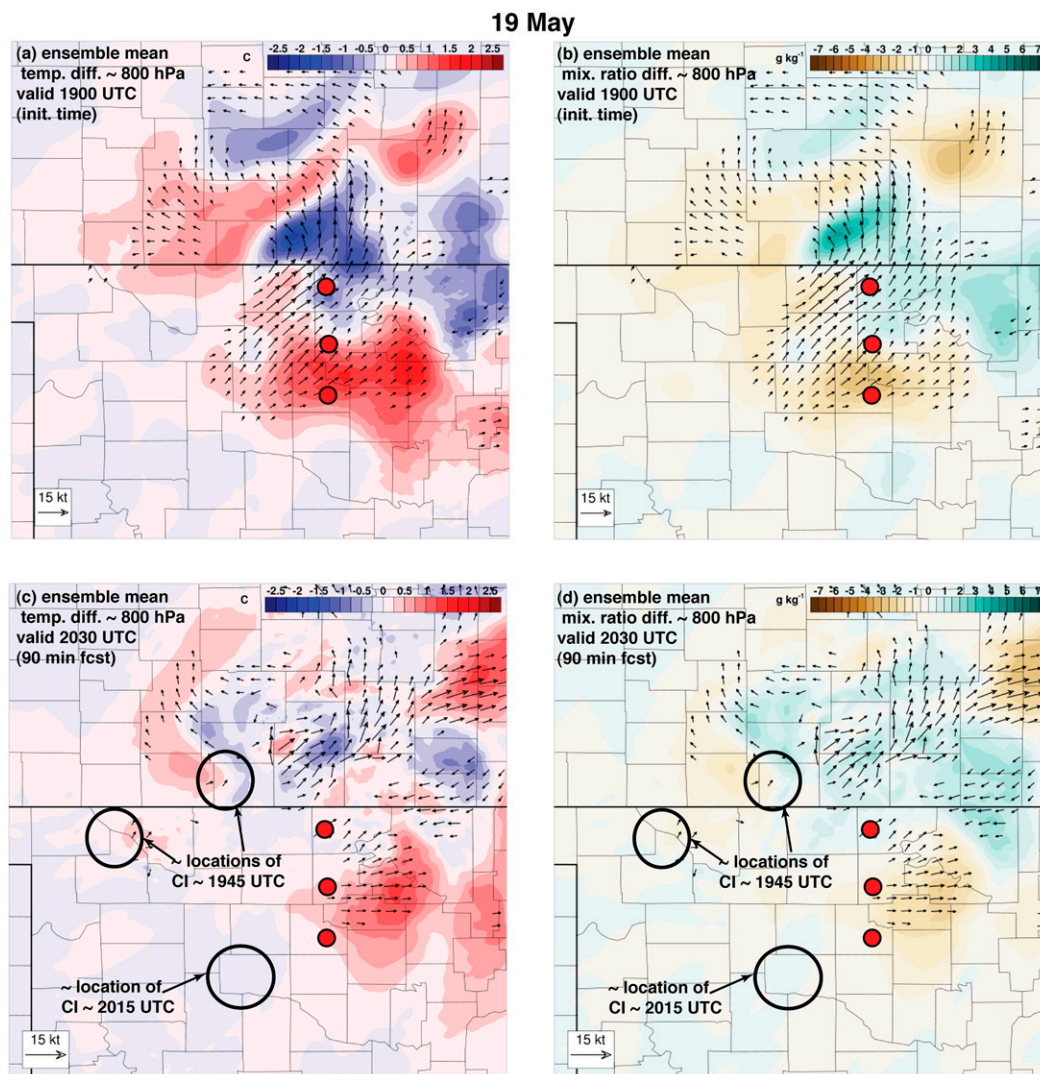 19 May
(a) ensemble mean
temp. diff. ~ 800 hPa
valid 1900 UTC
(init. time)
C
-2.5 -2 -1.5 -1 -0.5 0 0.5 1 1.5 2 2.5
15 kt
(b) ensemble mean
mix. ratio diff. ~ 800 hPa
valid 1900 UTC
(init. time)
g kg-1
-7 -6 -5 -4 -3 -2 -1 0 1 2 3 4 5 6 7
15 kt
(c) ensemble mean
temp. diff. ~ 800 hPa
valid 2030 UTC
(90 min fcst)
C
-2.5 -2 -1.5 -1 -0.5 0 0.5 1 1.5 2 2.5
~ locations of
CI ~ 1945 UTC
~ location of
CI ~ 2015 UTC
15 kt
(d) ensemble mean
mix. ratio diff. ~ 800 hPa
valid 2030 UTC
(90 min fcst)
g kg-1
-7 -6 -5 -4 -3 -2 -1 0 1 2 3 4 5 6 7
~ locations of
CI ~ 1945 UTC
~ location of
CI ~ 2015 UTC
15 kt